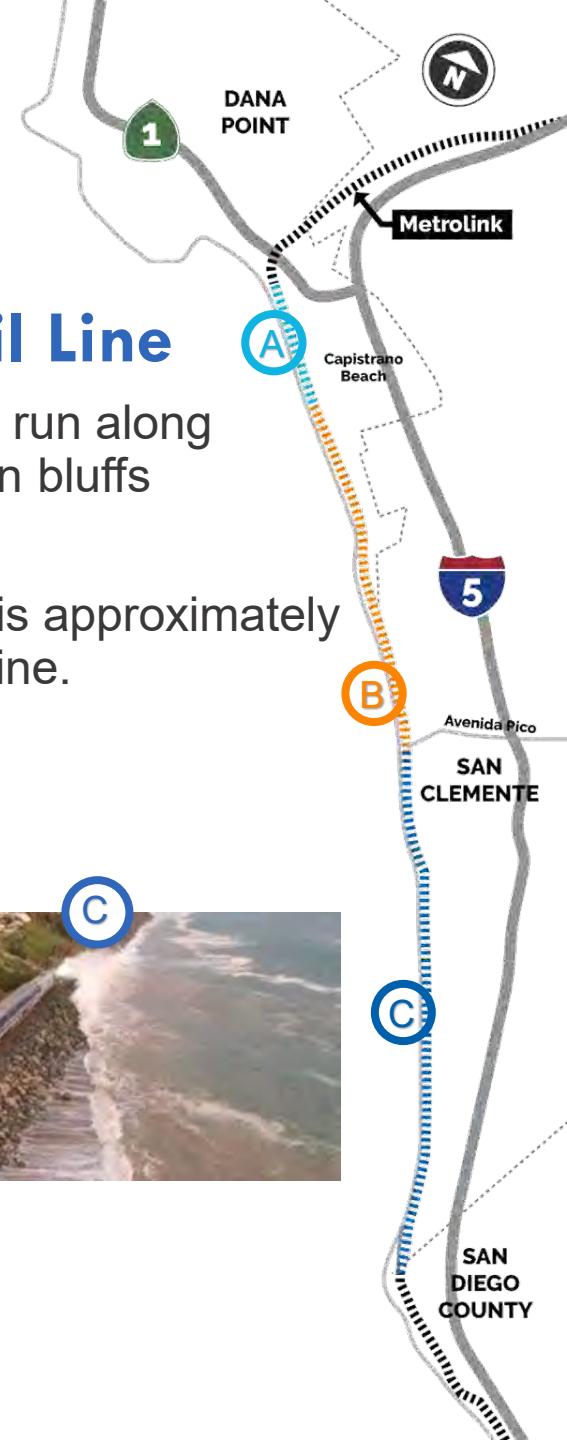 N
DANA
POINT
1
Metrolink
il Line
A
Capistrano
Beach
run along
n bluffs
5
is approximately
ine.
B
Avenida Pico
SAN
CLEMENTE
C
C
SAN
DIEGO
COUNTY